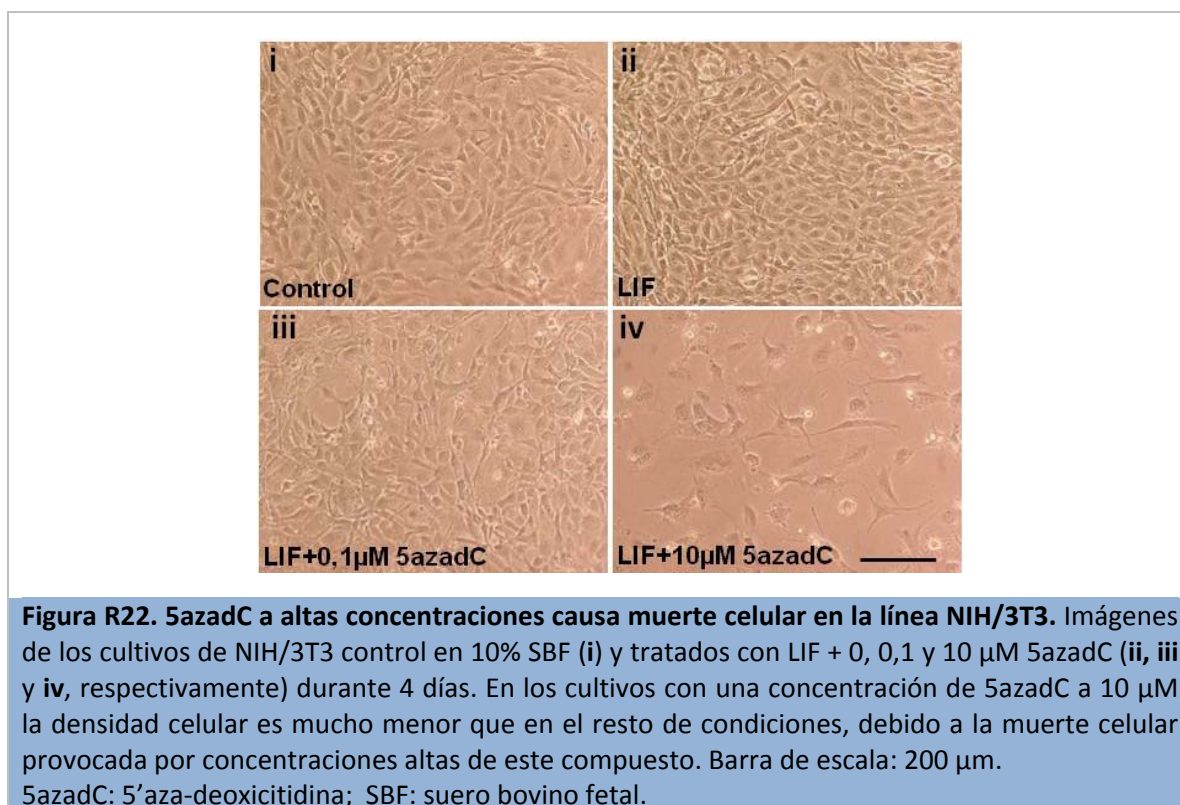 i
ii
Control
LIF
iii
iv
LIF+0,1µM 5azadC
LIF+10µM 5azadC
Figura R22. 5azadC a altas concentraciones causa muerte celular en la línea NIH/3T3. Imágenes
de los cultivos de NIH/3T3 control en 10% SBF (i) y tratados con LIF + 0, 0,1 y 10 µM 5azadC (ii, iii
y iv, respectivamente) durante 4 días. En los cultivos con una concentración de 5azadC a 10 µM
la densidad celular es mucho menor que en el resto de condiciones, debido a la muerte celular
provocada por concentraciones altas de este compuesto. Barra de escala: 200 µm.
5azadC: 5’aza-deoxicitidina; SBF: suero bovino fetal.